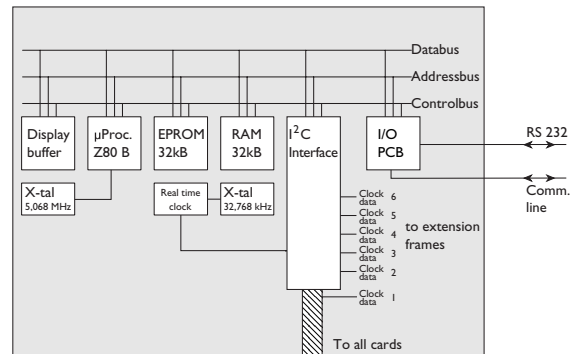 Databus
Addressbus
Controlbus
Display
buffer
µProc.
Z80 B
EPROM
32kB
RAM
32kB
I²C
Interface
I/O
PCB
RS 232
Comm.
line
X-tal
5,068 MHz
Real time
clock
X-tal
32,768 kHz
Clock
data 6
Clock
data 5
Clock
data 4
Clock
data 3
Clock
data 2
Clock
data 1
to extension
frames
To all cards